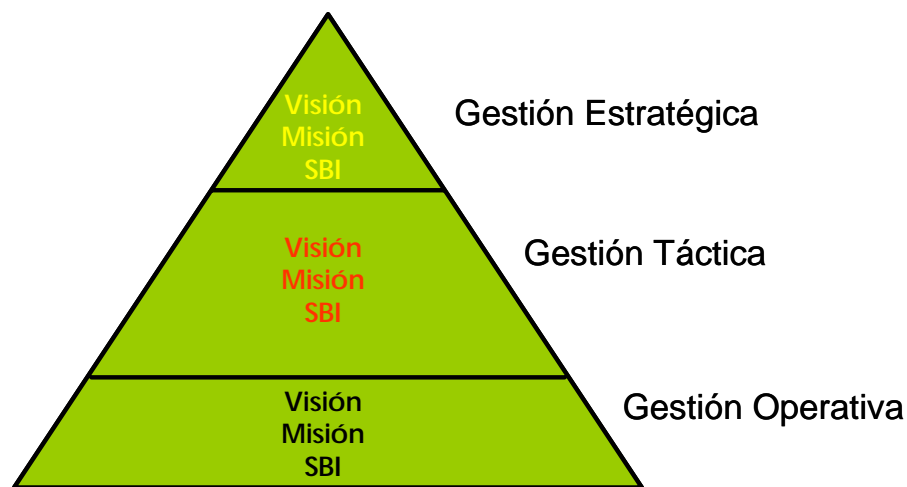 Visión
Misión
SBI
Gestión Estratégica
Visión
Misión
SBI
Gestión Táctica
Visión
Misión
SBI
Gestión Operativa